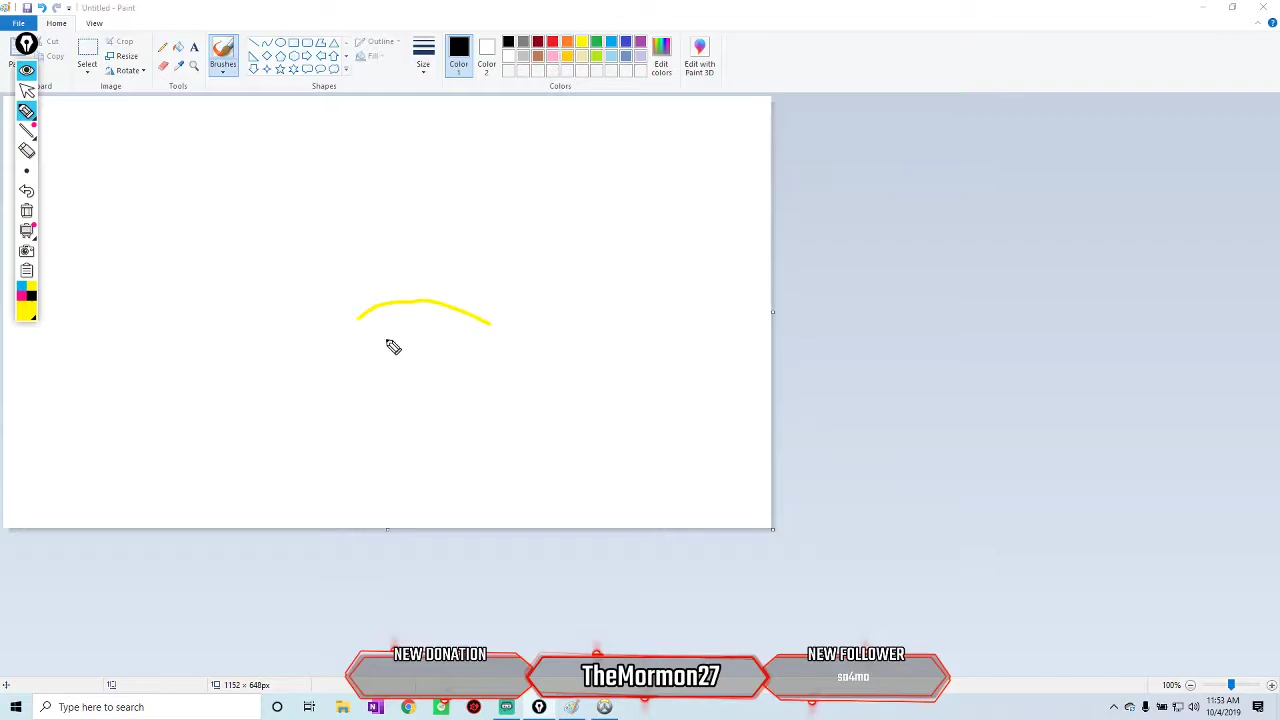 Untitled - Paint
File Home View
Cut
Copy
Select
Crop
Rotate
Brushes
Outline
Fill
Size
Color
1
Color
2
Edit
colors
Edit with
Paint 3D
Image
Tools
Shapes
Colors
NEW DONATION
TheMormon27
NEW FOLLOWER
sa4ma
1152 × 648px
100%
Type here to search
11:53 AM
10/4/2019